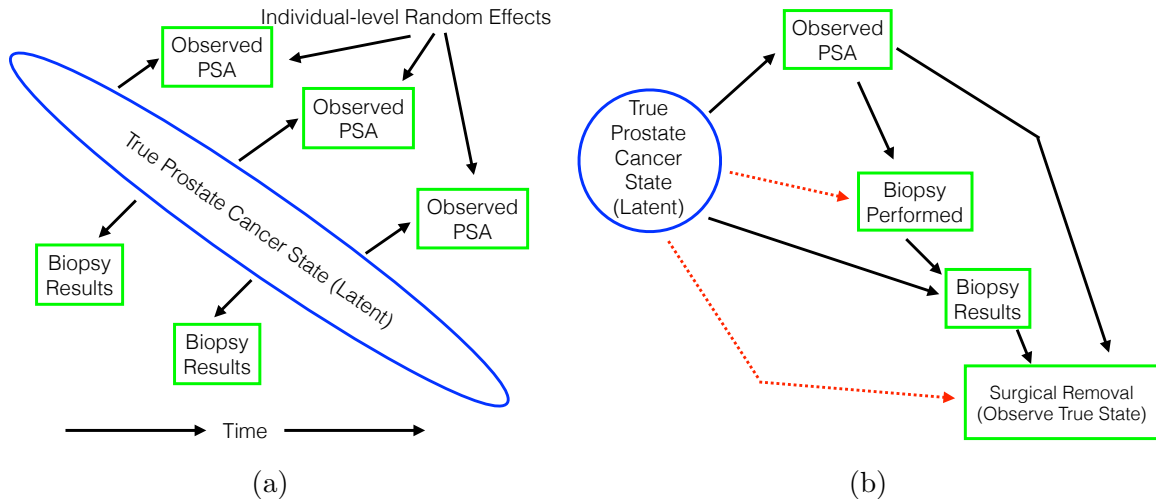 Individual-level Random Effects
Observed
PSA
Observed
PSA
True Prostate Cancer State (Latent)
Observed
PSA
Biopsy
Results
Biopsy
Results
Time
(a)
Observed
PSA
True
Prostate
Cancer
State
(Latent)
Biopsy
Performed
Biopsy
Results
Surgical Removal
(Observe True State)
(b)